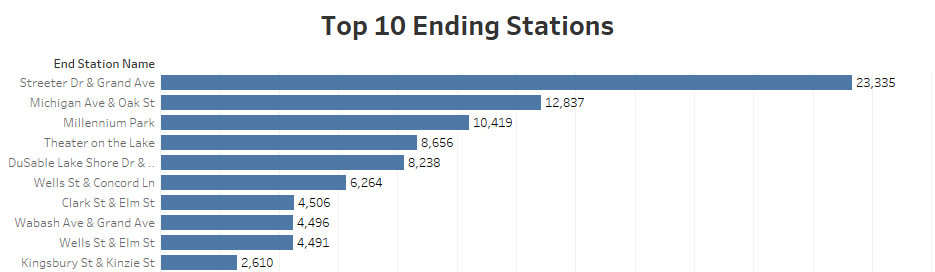 Top 10 Ending Stations
End Station Name
Streeter Dr & Grand Ave 23,335
Michigan Ave & Oak St 12,837
Millennium Park 10,419
Theater on the Lake 8,656
DuSable Lake Shore Dr & .. 8,238
Wells St & Concord Ln 6,264
Clark St & Elm St 4,506
Wabash Ave & Grand Ave 4,496
Wells St & Elm St 4,491
Kingsbury St & Kinzie St 2,610